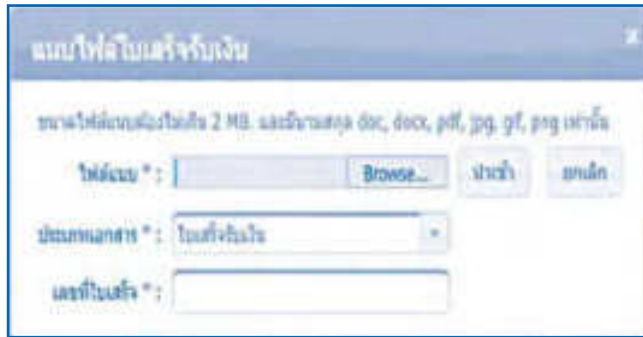 แนบไฟล์ใบเสร็จรับเงิน x
ขนาดไฟล์แนบต้องไม่เกิน 2 MB. และมีนามสกุล doc, docx, pdf, jpg, gif, png เท่านั้น
ไฟล์แนบ * : Browse... นำเข้า ยกเลิก
ประเภทเอกสาร * : ใบเสร็จรับเงิน
เลขที่ใบเสร็จ * :